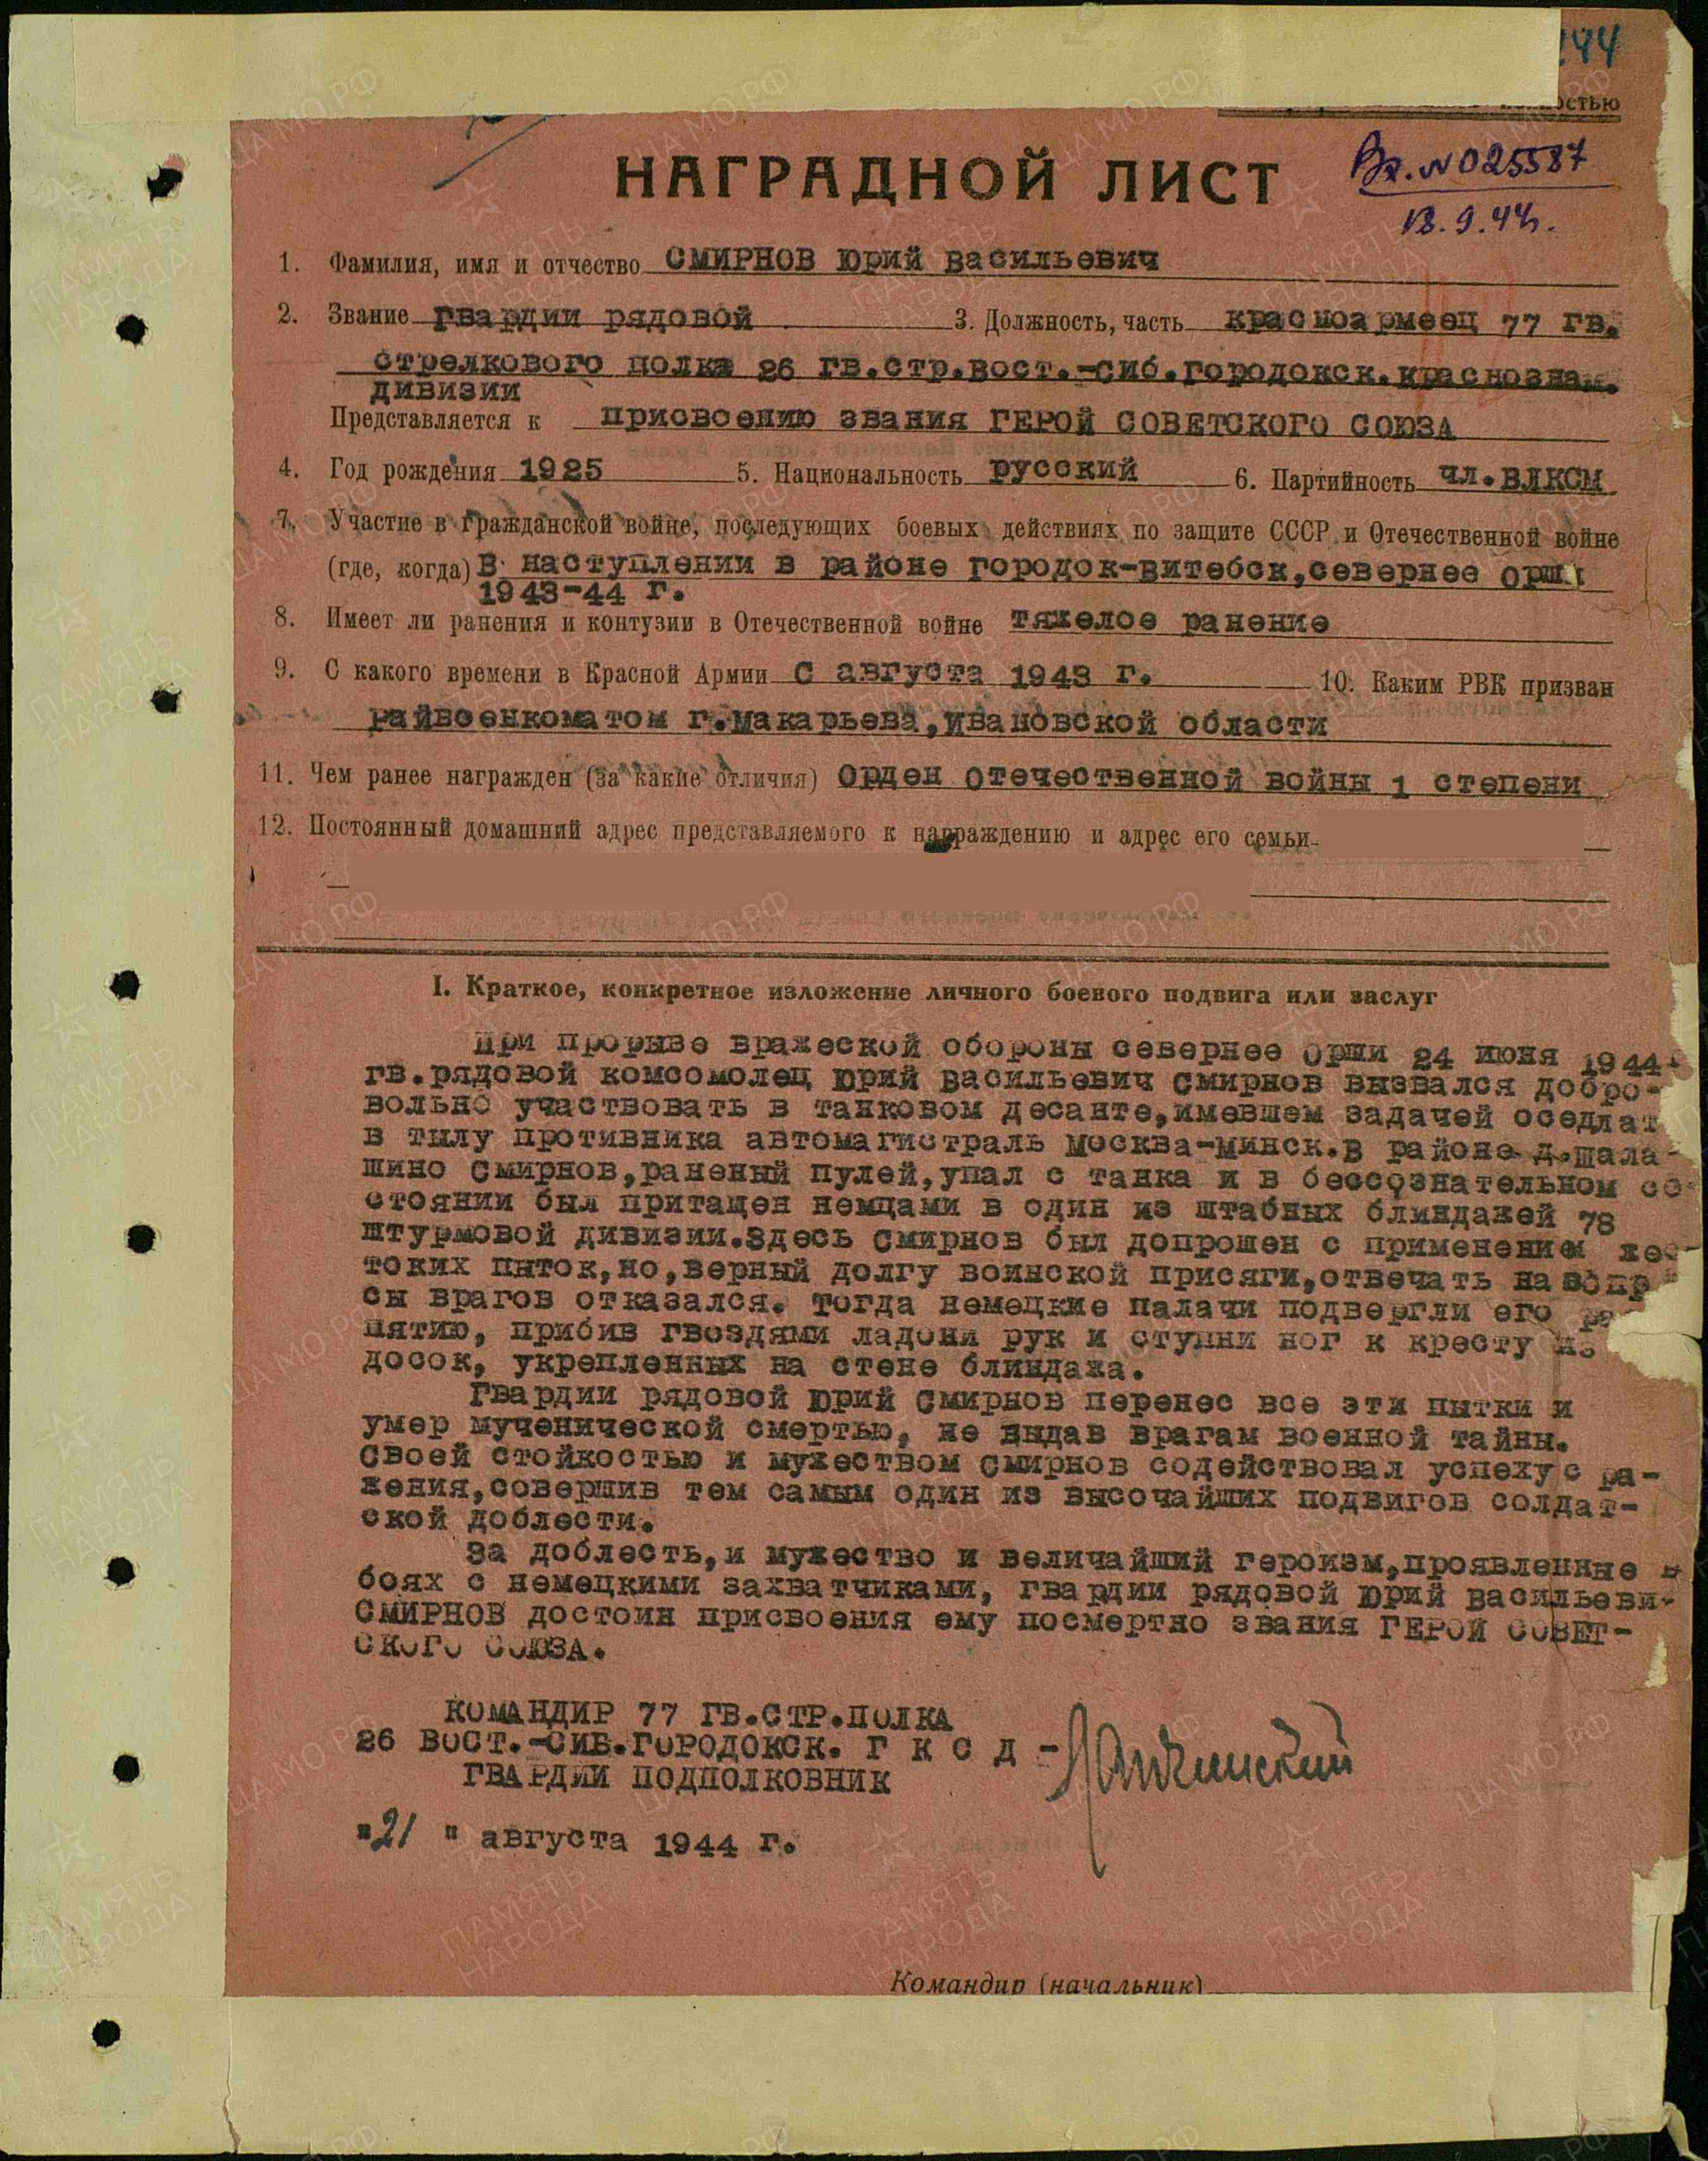 144
костью
НАГРАДНОЙ ЛИСТ
Вх. № 025587
13.9.44г.
1. Фамилия, имя и отчество СМИРНОВ Юрий Васильевич
2. Звание гвардии рядовой 3. Должность, часть красноармеец 77 гв.
стрелкового полка 26 гв.стр.Вост.-Сиб.Городокск.краснознам.
дивизии
Представляется к присвоению звания ГЕРОЙ СОВЕТСКОГО СОЮЗА
4. Год рождения 1925 5. Национальность русский 6. Партийность чл.ВЛКСМ
7. Участие в гражданской войне, последующих боевых действиях по защите СССР и Отечественной войне
(где, когда) В наступлении в районе Городок-Витебск,севернее Орши
1943-44 г.
8. Имеет ли ранения и контузии в Отечественной войне тяжелое ранение
9. С какого времени в Красной Армии С августа 1943 г. 10. Каким РВК призван
Райвоенкоматом г.Макарьева,Ивановской области
11. Чем ранее награжден (за какие отличия) Орден Отечественной войны 1 степени
12. Постоянный домашний адрес представляемого к награждению и адрес его семьи
I. Краткое, конкретное изложение личного боевого подвига или заслуг
При прорыве вражеской обороны севернее Орши 24 июня 1944
гв.рядовой комсомолец Юрий Васильевич Смирнов вызвался добро-
вольно участвовать в танковом десанте,имевшем задачей оседлат
в тылу противника автомагистраль Москва-Минск.В районе д.Шала-
шино Смирнов,раненый пулей,упал с танка и в бессознательном со-
стоянии был притащен немцами в один из штабных блиндажей 78
штурмовой дивизии.Здесь Смирнов был допрошен с применением жес-
токих пыток,но,верный долгу воинской присяги,отвечать на вопр
сы врагов отказался. Тогда немецкие палачи подвергли его ра
пятию, прибив гвоздями ладони рук и ступни ног к кресту из
досок, укрепленных на стене блиндажа.
Гвардии рядовой Юрий Смирнов перенес все эти пытки и
умер мученической смертью, не выдав врагам военной тайны.
Своей стойкостью и мужеством Смирнов содействовал успеху с ра-
жения,совершив тем самым один из высочайших подвигов солдат-
ской доблести.
За доблесть,и мужество и величайший героизм,проявленные в
боях с немецкими захватчиками, гвардии рядовой Юрий Васильеви
СМИРНОВ достоин присвоения ему посмертно звания ГЕРОЙ СОВЕТ-
СКОГО СОЮЗА.
КОМАНДИР 77 ГВ.СТР.ПОЛКА
26 ВОСТ.-СИБ.ГОРОДОКСК. Г К С Д -
ГВАРДИИ ПОДПОЛКОВНИК
"21" августа 1944 г.
Командир (начальник)
ПАМЯТЬ НАРОДА
ЦАМО.РФ